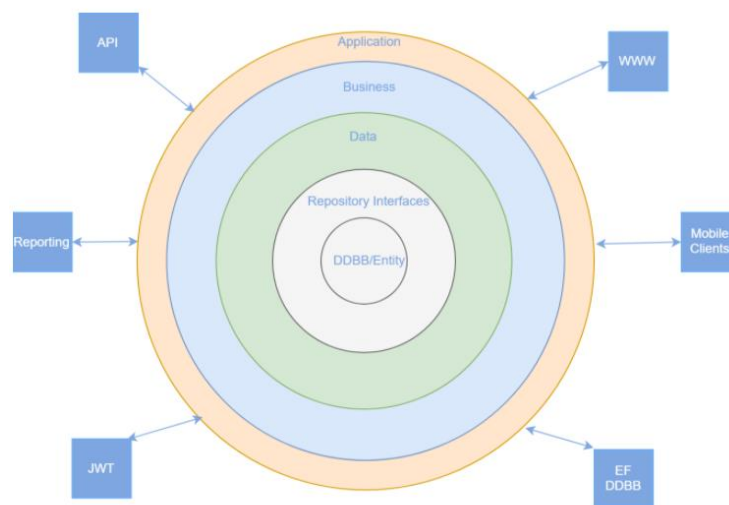 API
Application
WWW
Business
Data
Repository Interfaces
Reporting
DDBB/Entity
Mobile
Clients
JWT
EF
DDBB